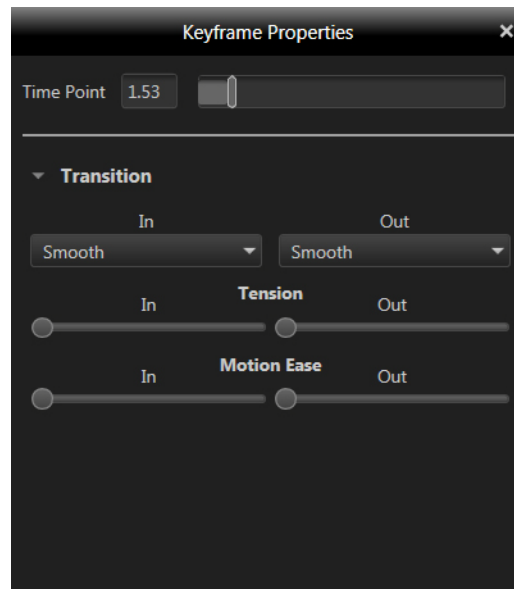 Keyframe Properties
Time Point 1.53
Transition
In Out
Smooth Smooth
Tension
In Out
Motion Ease
In Out